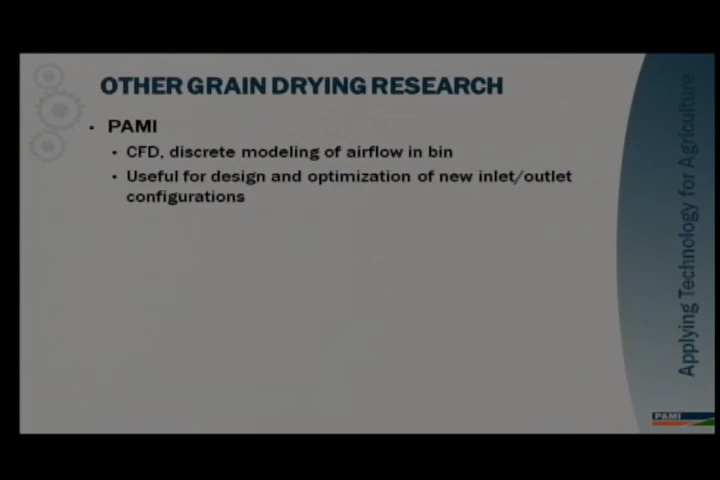 OTHER GRAIN DRYING RESEARCH
• PAMI
• CFD, discrete modeling of airflow in bin
• Useful for design and optimization of new inlet/outlet
configurations
Applying Technology for Agriculture
PAMI